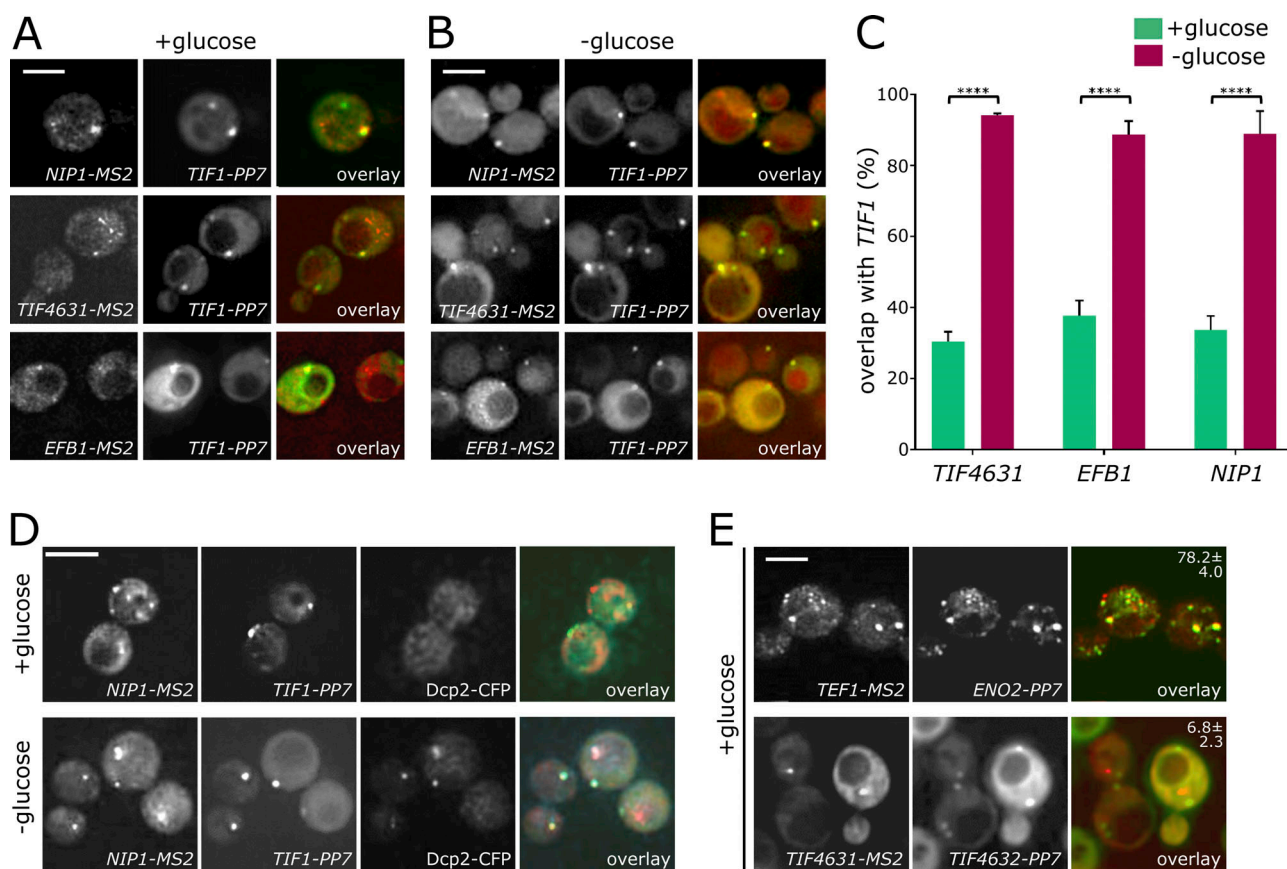 A
+glucose
NIP1-MS2
TIF1-PP7
overlay
TIF4631-MS2
TIF1-PP7
overlay
EFB1-MS2
TIF1-PP7
overlay
B
-glucose
NIP1-MS2
TIF1-PP7
overlay
TIF4631-MS2
TIF1-PP7
overlay
EFB1-MS2
TIF1-PP7
overlay
C
+glucose
-glucose
overlap with TIF1 (%)
100
80
60
40
20
0
****
****
****
TIF4631
EFB1
NIP1
D
+glucose
NIP1-MS2
TIF1-PP7
Dcp2-CFP
overlay
-glucose
NIP1-MS2
TIF1-PP7
Dcp2-CFP
overlay
E
+glucose
TEF1-MS2
ENO2-PP7
78.2±
4.0
overlay
TIF4631-MS2
TIF4632-PP7
6.8±
2.3
overlay